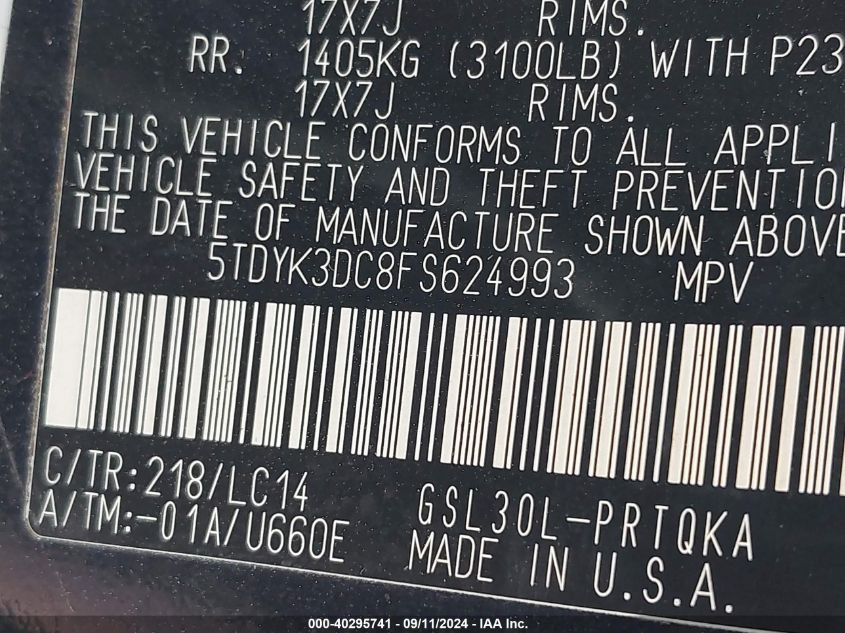 17X7J RIMS.
RR. 1405KG (3100LB) WITH P23
17X7J RIMS.
THIS VEHICLE CONFORMS TO ALL APPLI
VEHICLE SAFETY AND THEFT PREVENTION
THE DATE OF MANUFACTURE SHOWN ABOVE
5TDYK3DC8FS624993 MPV
C/TR:218/LC14 GSL30L-PRTQKA
A/TM:-01A/U660E MADE IN U.S.A.
000-40295741 / 09/11/2024 - IAA Inc.